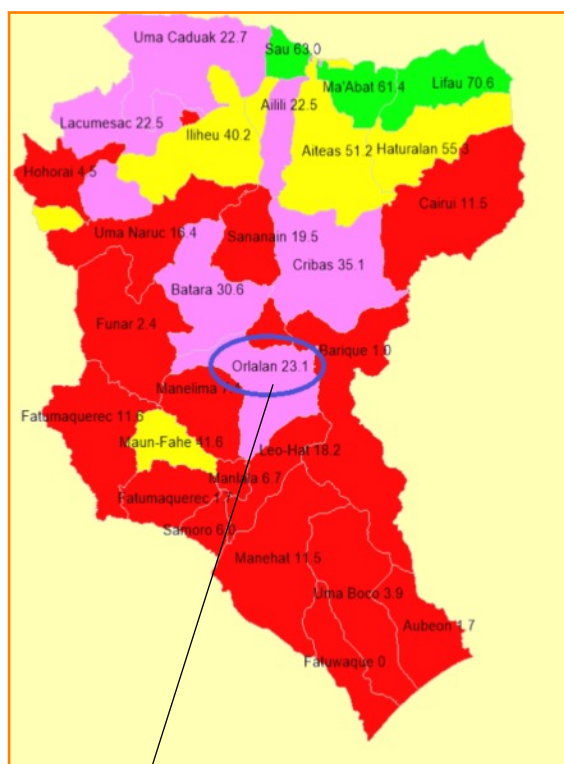 Uma Caduak 22.7
Sau 63.0
Ma'Abat 61.4
Lifau 70.6
Lacumesac 22.5
Ailili 22.5
Iliheu 40.2
Aiteas 51.2
Haturalan 55.3
Hohorai 4.5
Cairui 11.5
Uma Naruc 16.4
Sananain 19.5
Cribas 35.1
Batara 30.6
Funar 2.4
Barique 1.0
Orlalan 23.1
Manelima
Fatumaquerec 11.6
Maun-Fahe 41.6
Leo-Hat 18.2
Manlala 6.7
Fatumaquerec 1.7
Samoro 6.0
Manehat 11.5
Uma Boco 3.9
Aubeon 1.7
Fatuwaque 0